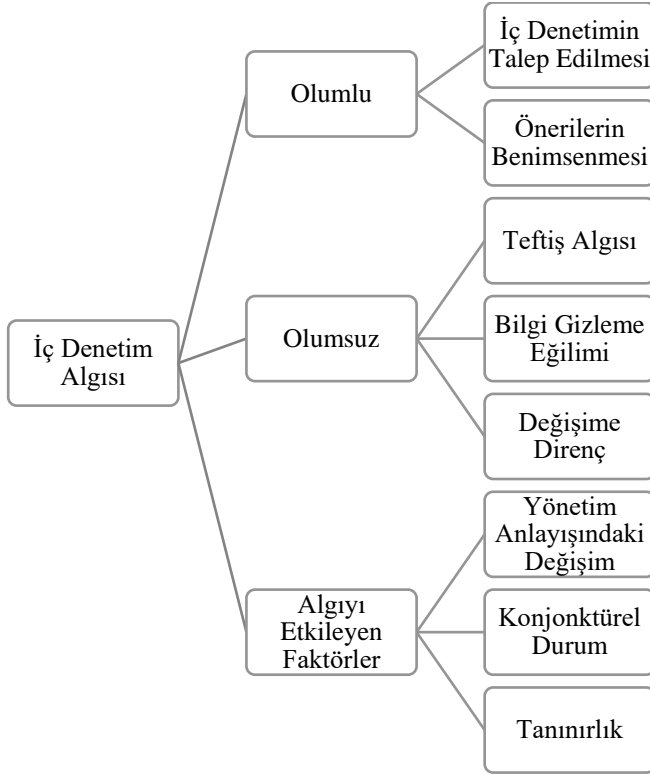 İç Denetim
Algısı
Olumlu
İç Denetimin
Talep Edilmesi
Önerilerin
Benimsenmesi
Olumsuz
Teftiş Algısı
Bilgi Gizleme
Eğilimi
Değişime
Direnç
Algıyı
Etkileyen
Faktörler
Yönetim
Anlayışındaki
Değişim
Konjonktürel
Durum
Tanınırlık